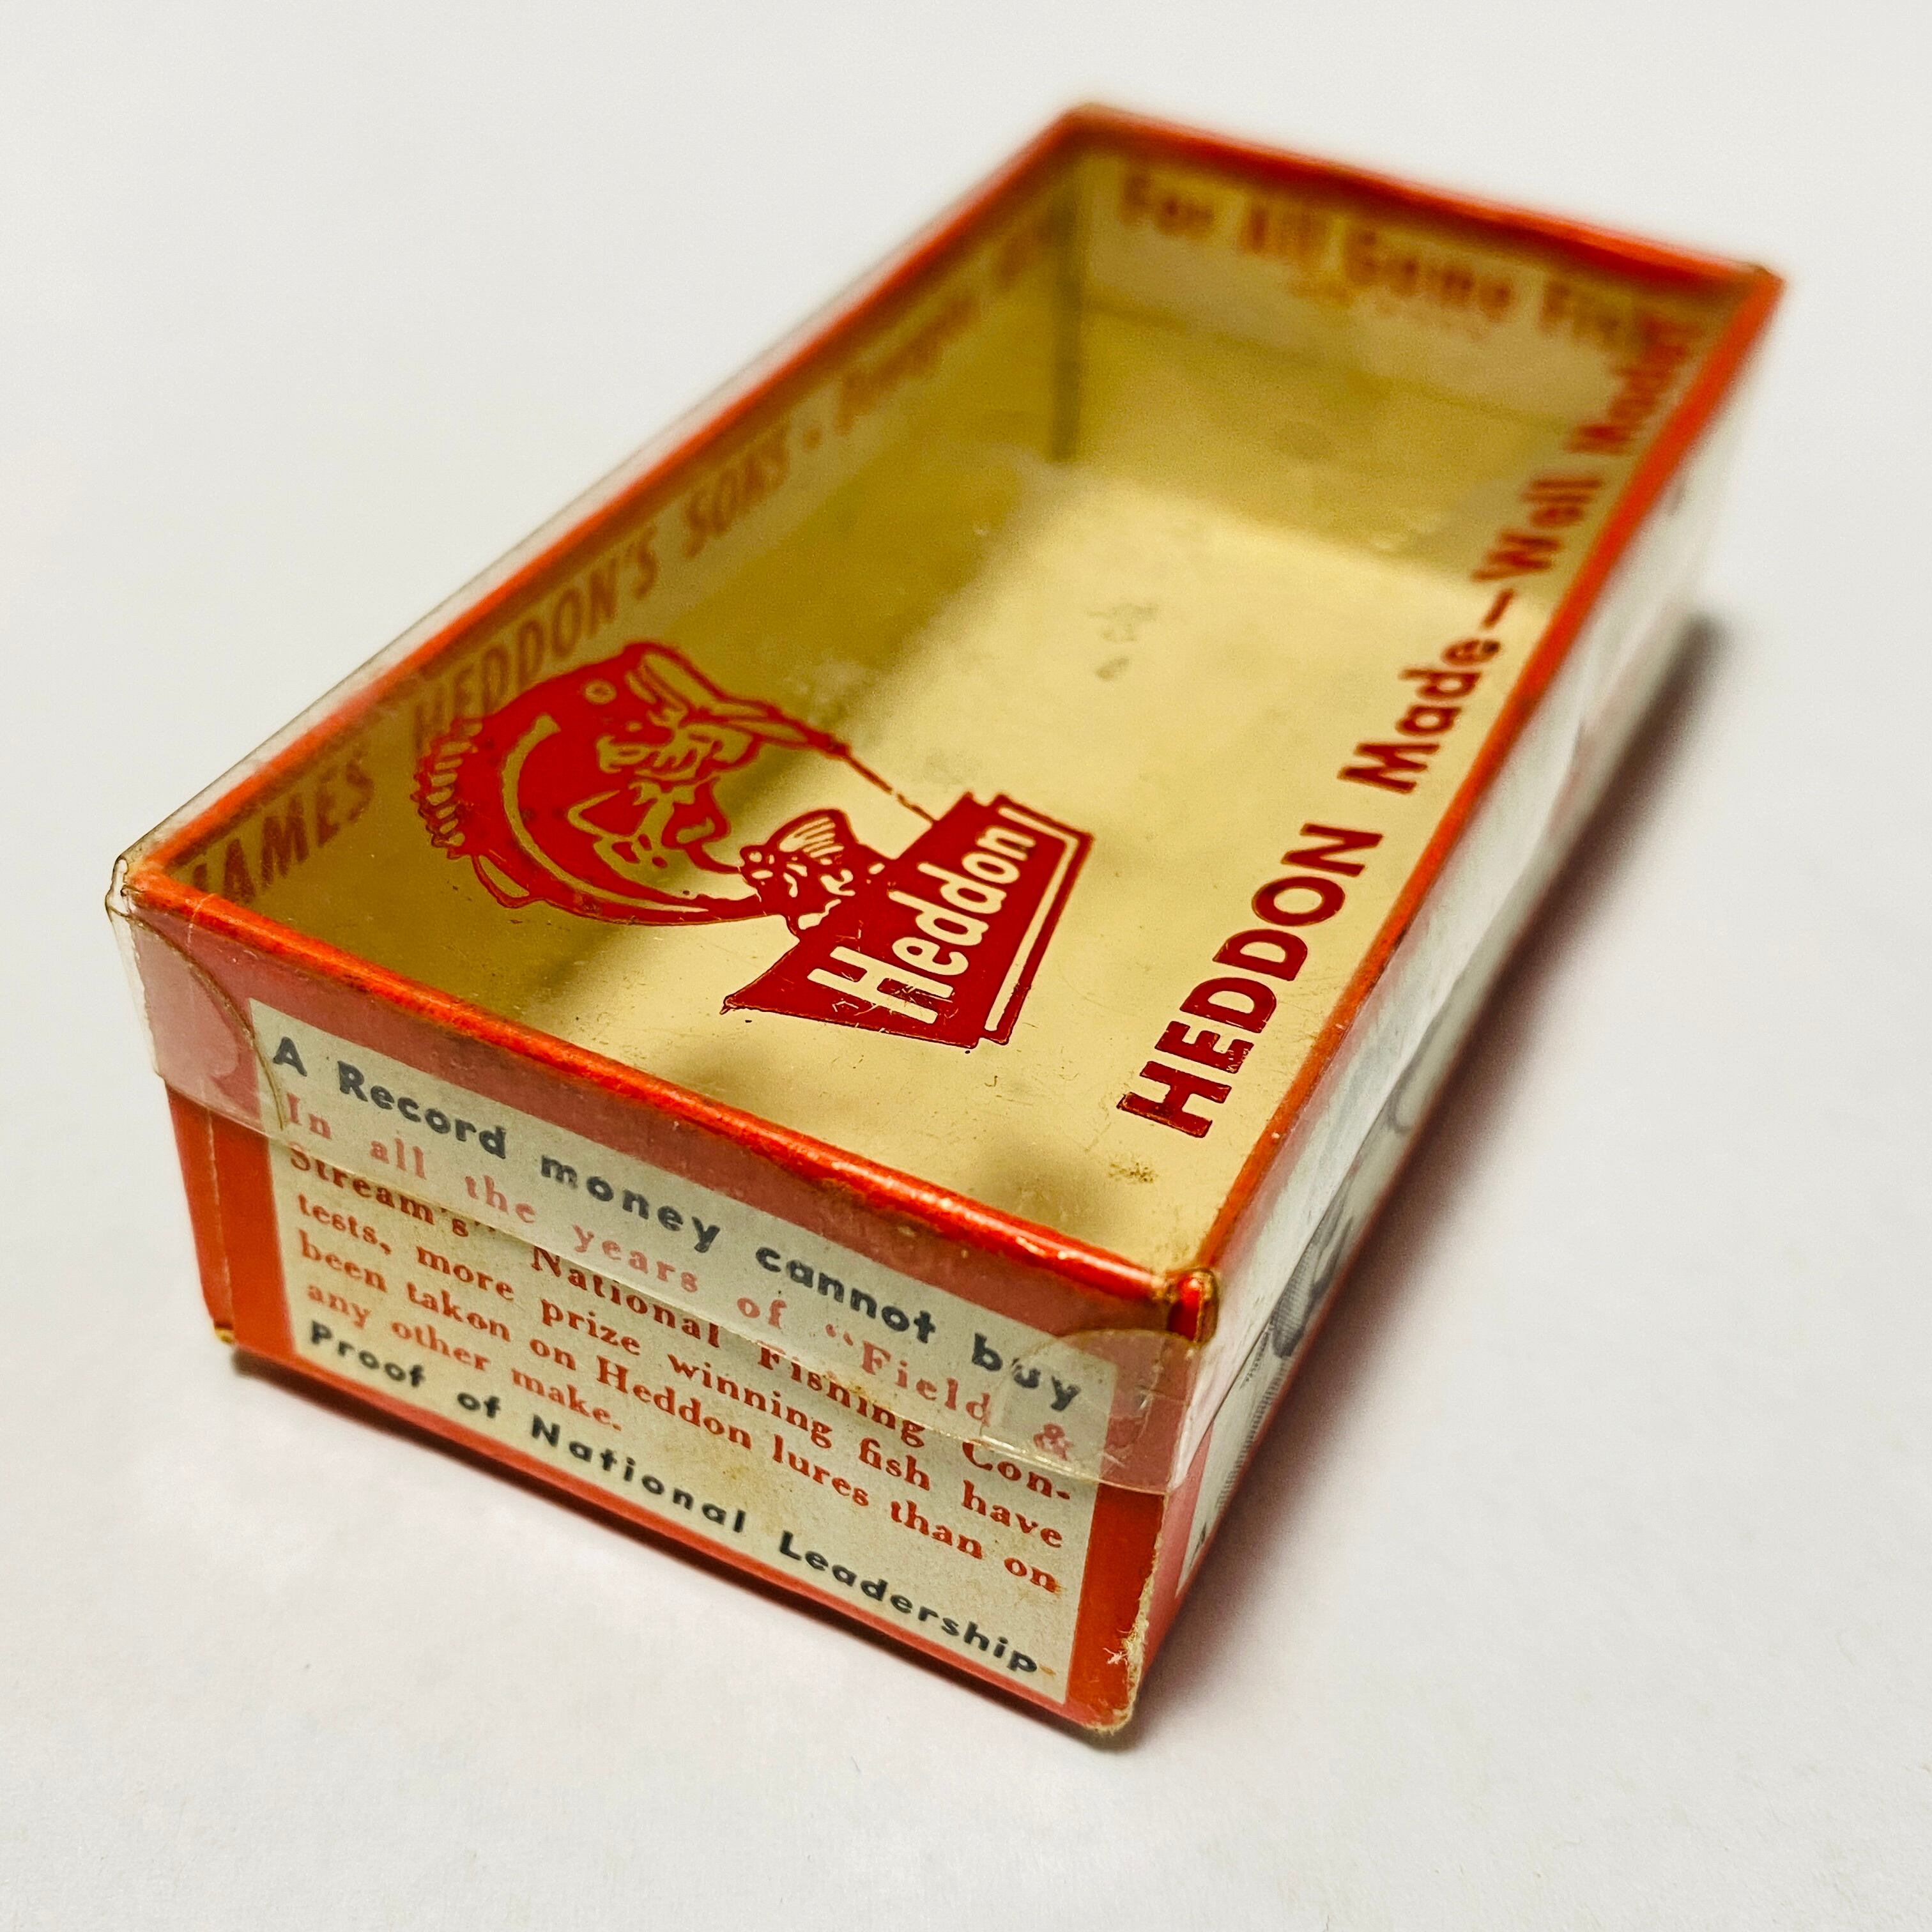 For All Game Fish
JAMES HEDDON'S SONS - Dowagiac
HEDDON Made—Well Made
Heddon
A Record money cannot buy
In all the years of "Field &
Stream's" National Fishing Con-
tests, more prize winning fish have
been taken on Heddon lures than on
any other make.
Proof of National Leadership